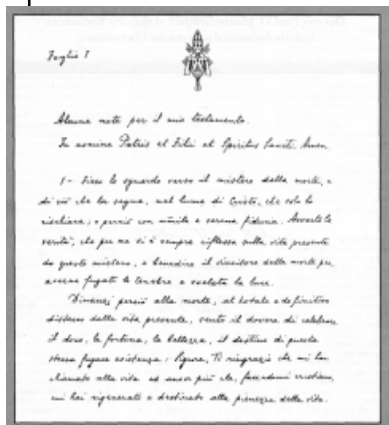 Foglio 1
Alcune note per il mio testamento.
In nomine Patris et Filii et Spiritus Sancti. Amen.
1 - Fisso lo sguardo verso il mistero della morte, e
di ciò che la segue, nel lume di Cristo, che solo la
rischiara; e perciò con umile e serena fiducia. Avverto la
verità, che per me si è sempre riflessa sulla vita presente
da questo mistero, e benedico il vincitore della morte per
averne fugate le tenebre e svelata la luce.
Dinanzi perciò alla morte, al totale e definitivo
distacco dalla vita presente, sento il dovere di celebrare
il dono, la fortuna, la bellezza, il destino di questa
stessa fugace esistenza: Signore, Ti ringrazio che mi hai
chiamato alla vita ed ancor più che, facendomi cristiano,
mi hai rigenerato e destinato alla pienezza della vita.